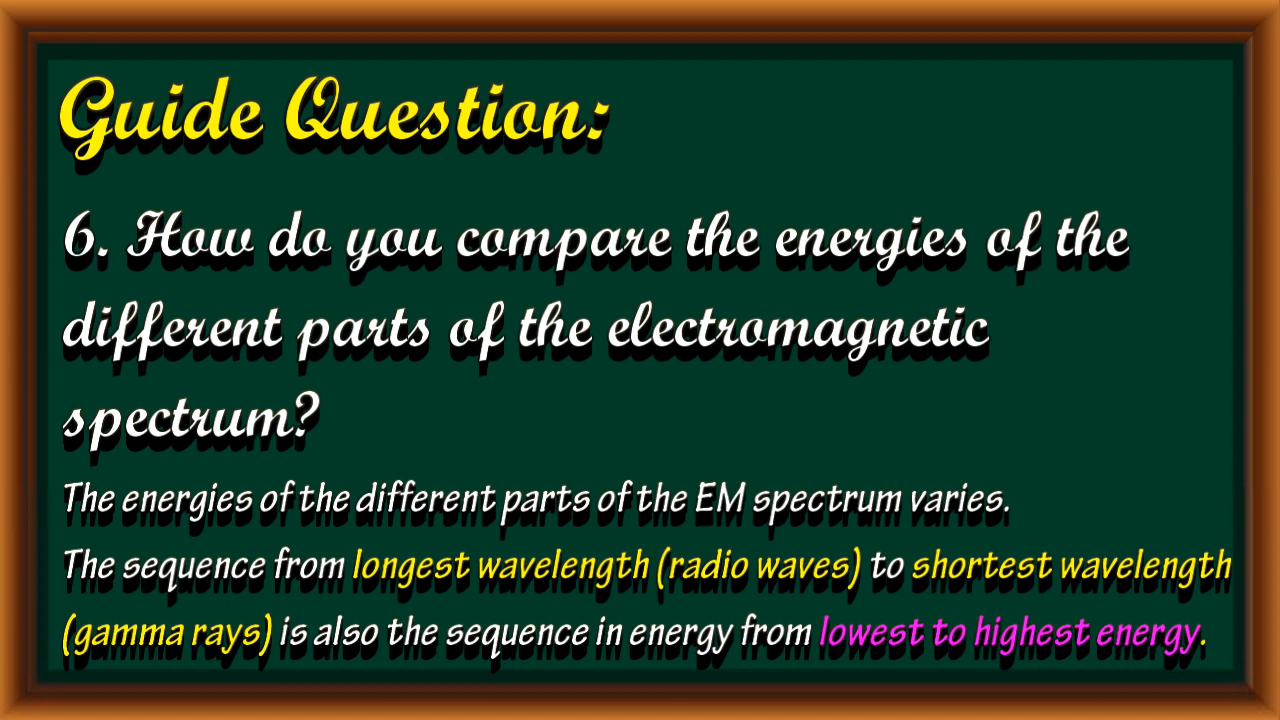 Guide Question:
6. How do you compare the energies of the
different parts of the electromagnetic
spectrum?
The energies of the different parts of the EM spectrum varies.
The sequence from longest wavelength (radio waves) to shortest wavelength
(gamma rays) is also the sequence in energy from lowest to highest energy.